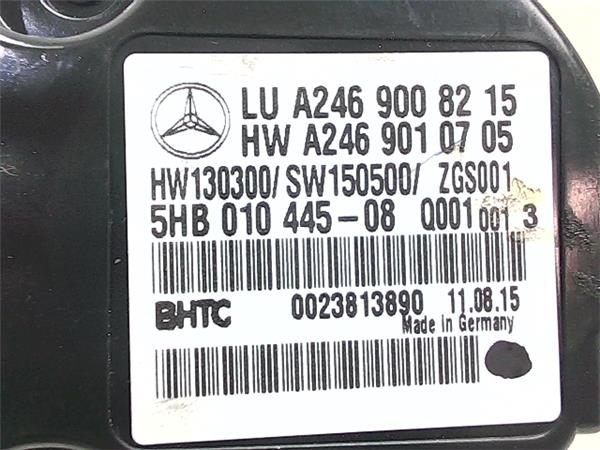 LU A246 900 82 15
HW A246 901 07 05
HW130300/ SW150500/ ZGS001
5HB 010 445-08 Q001 001 3
BHTC 0023813890 11.08.15
Made in Germany